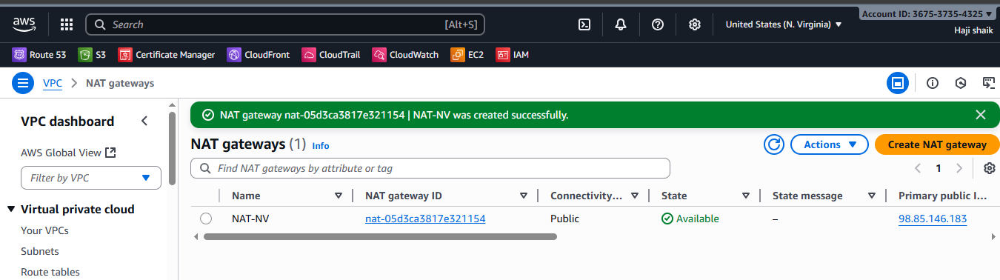 Account ID: 3675-3735-4325
aws
Search [Alt+S]
United States (N. Virginia)
Haji shaik
Route 53 S3 Certificate Manager CloudFront CloudTrail CloudWatch EC2 IAM
VPC > NAT gateways
VPC dashboard
AWS Global View
Filter by VPC
Virtual private cloud
Your VPCs
Subnets
Route tables
NAT gateway nat-05d3ca3817e321154 | NAT-NV was created successfully.
NAT gateways (1) Info
Actions
Create NAT gateway
Find NAT gateways by attribute or tag
1
Name NAT gateway ID Connectivity... State State message Primary public I...
NAT-NV nat-05d3ca3817e321154 Public Available – 98.85.146.183